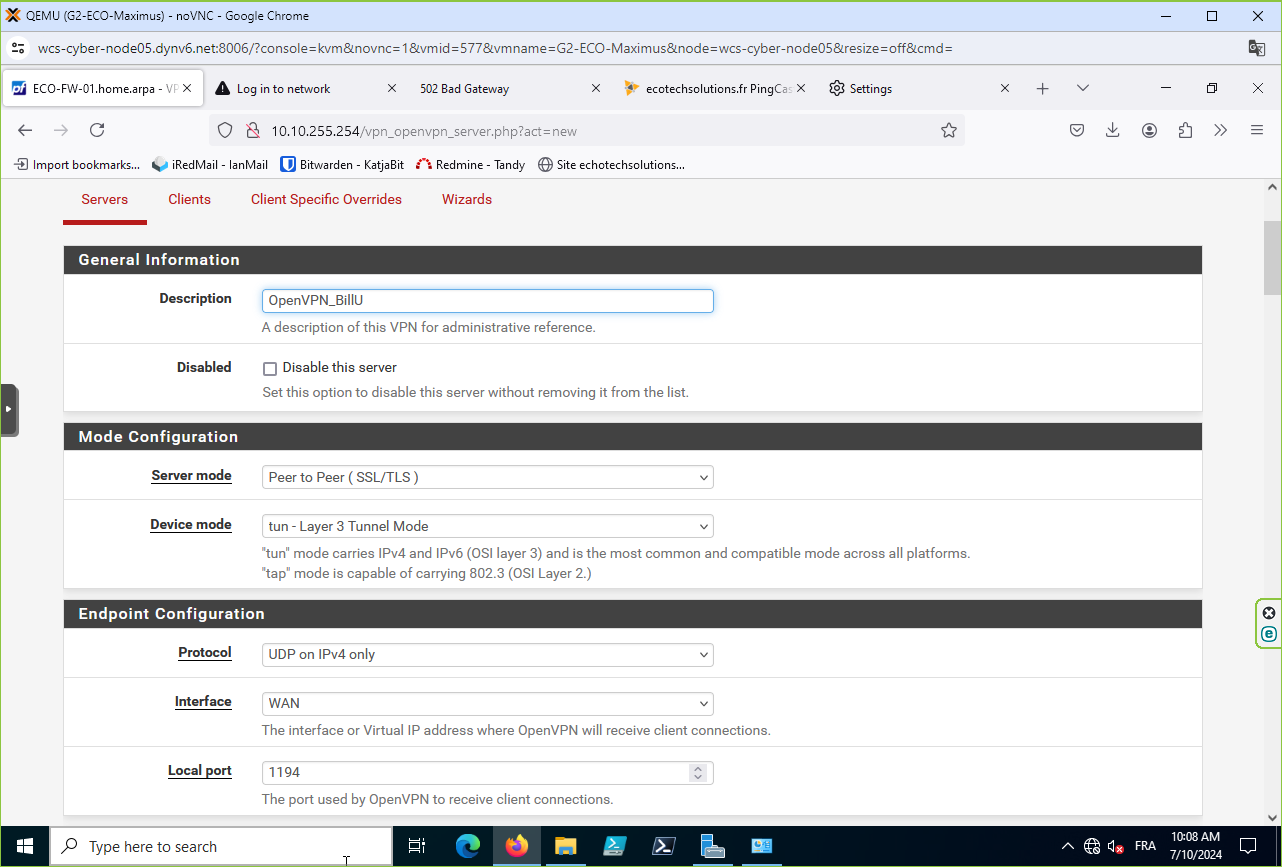 QEMU (G2-ECO-Maximus) - noVNC - Google Chrome
wcs-cyber-node05.dynv6.net:8006/?console=kvm&novnc=1&vmid=577&vmname=G2-ECO-Maximus&node=wcs-cyber-node05&resize=off&cmd=
ECO-FW-01.home.arpa - VP
Log in to network
502 Bad Gateway
ecotechsolutions.fr PingCas
Settings
10.10.255.254/vpn_openvpn_server.php?act=new
Import bookmarks...
iRedMail - IanMail
Bitwarden - KatjaBit
Redmine - Tandy
Site echotechsolutions...
Servers
Clients
Client Specific Overrides
Wizards
General Information
Description
OpenVPN_BillU
A description of this VPN for administrative reference.
Disabled
Disable this server
Set this option to disable this server without removing it from the list.
Mode Configuration
Server mode
Peer to Peer ( SSL/TLS )
Device mode
tun - Layer 3 Tunnel Mode
"tun" mode carries IPv4 and IPv6 (OSI layer 3) and is the most common and compatible mode across all platforms.
"tap" mode is capable of carrying 802.3 (OSI Layer 2.)
Endpoint Configuration
Protocol
UDP on IPv4 only
Interface
WAN
The interface or Virtual IP address where OpenVPN will receive client connections.
Local port
1194
The port used by OpenVPN to receive client connections.
Type here to search
FRA
10:08 AM
7/10/2024